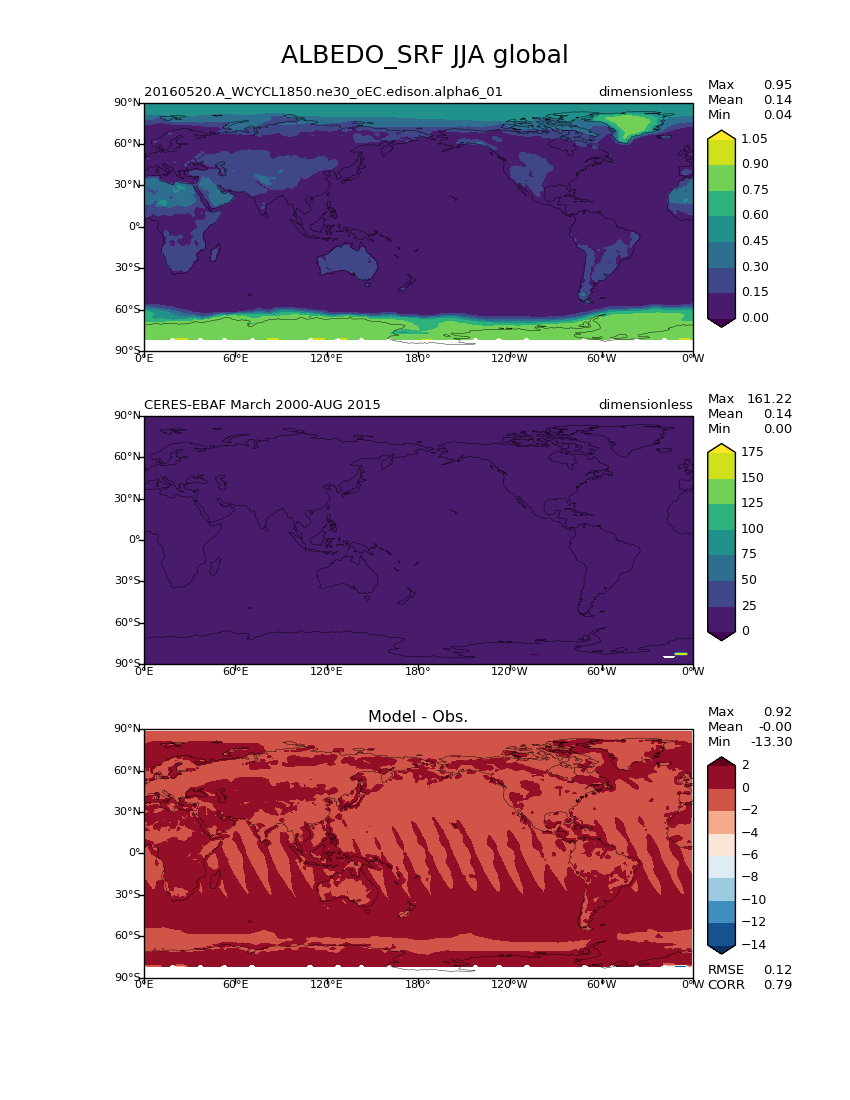 ALBEDO_SRF JJA global
20160520.A_WCYCL1850.ne30_oEC.edison.alpha6_01 dimensionless
Max 0.95
Mean 0.14
Min 0.04
90°N
60°N
30°N
0°
30°S
60°S
90°S
0°E 60°E 120°E 180° 120°W 60°W 0°W
1.05
0.90
0.75
0.60
0.45
0.30
0.15
0.00
CERES-EBAF March 2000-AUG 2015 dimensionless
Max 161.22
Mean 0.14
Min 0.00
90°N
60°N
30°N
0°
30°S
60°S
90°S
0°E 60°E 120°E 180° 120°W 60°W 0°W
175
150
125
100
75
50
25
0
Model - Obs.
Max 0.92
Mean -0.00
Min -13.30
90°N
60°N
30°N
0°
30°S
60°S
90°S
0°E 60°E 120°E 180° 120°W 60°W 0°W
2
0
−2
−4
−6
−8
−10
−12
−14
RMSE 0.12
CORR 0.79